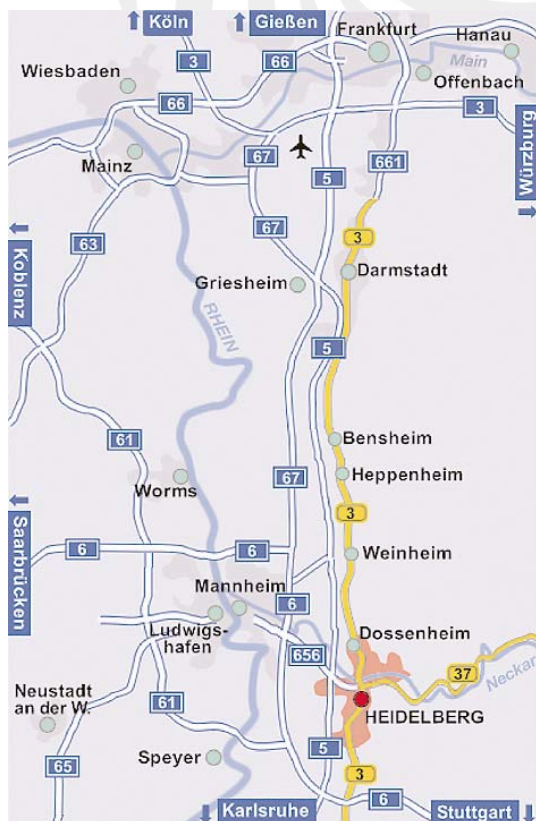 Köln
Gießen
Frankfurt
Hanau
3
66
66
Main
Wiesbaden
Offenbach
66
3
Mainz
67
5
661
Würzburg
63
67
3
Koblenz
Griesheim
Darmstadt
RHEIN
5
61
Bensheim
Worms
67
Heppenheim
3
Saarbrücken
6
6
Weinheim
Mannheim
6
Ludwigs-
hafen
656
Dossenheim
37
Neckar
Neustadt
an der W.
61
HEIDELBERG
65
Speyer
5
3
6
Karlsruhe
Stuttgart